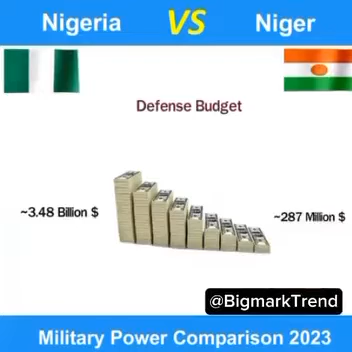 Nigeria VS Niger
Defense Budget
~3.48 Billion $
~287 Million $
@BigmarkTrend
Military Power Comparison 2023